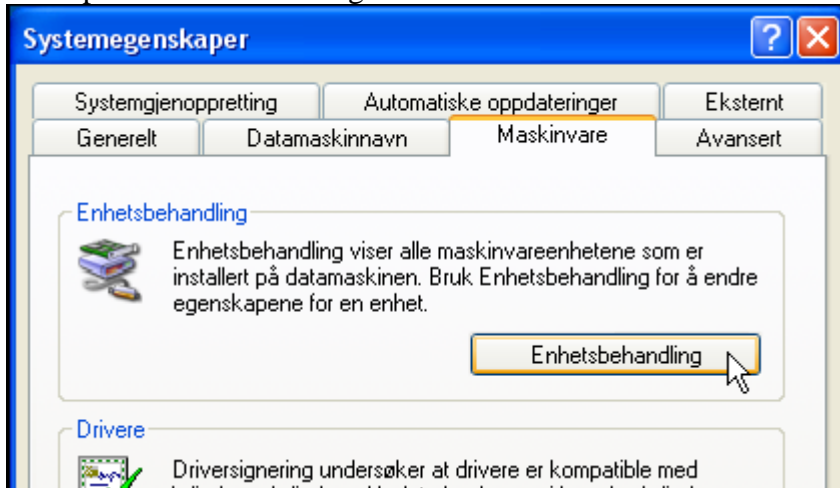 Systemegenskaper
Systemgjenoppretting Automatiske oppdateringer Eksternt
Generelt Datamaskinnavn Maskinvare Avansert
Enhetsbehandling
Enhetsbehandling viser alle maskinvareenhetene som er
installert på datamaskinen. Bruk Enhetsbehandling for å endre
egenskapene for en enhet.
Enhetsbehandling
Drivere
Driversignering undersøker at drivere er kompatible med